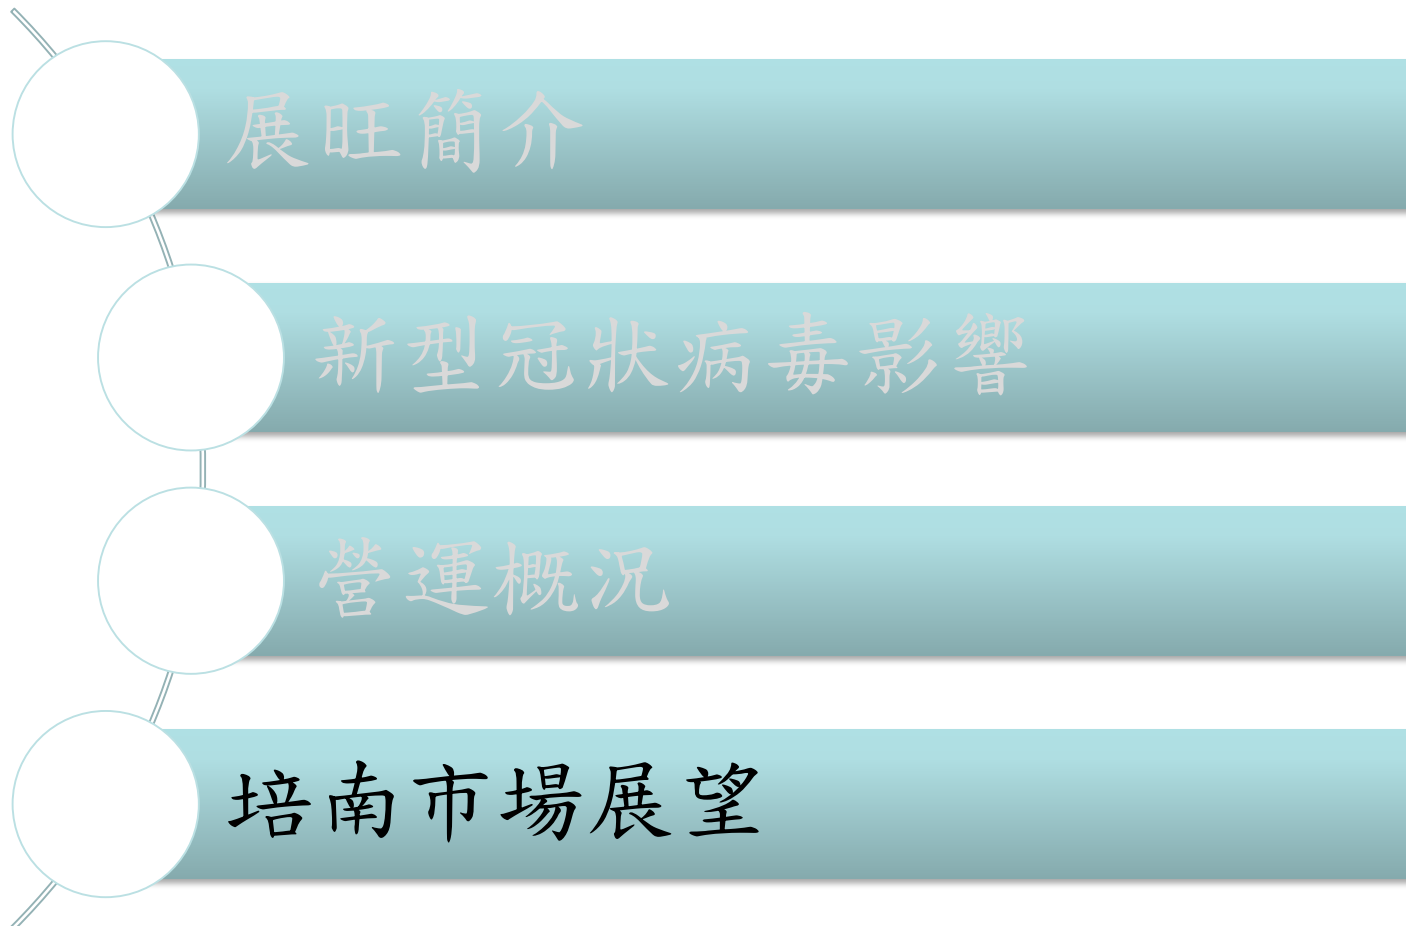 展旺簡介
新型冠狀病毒影響
營運概況
培南市場展望